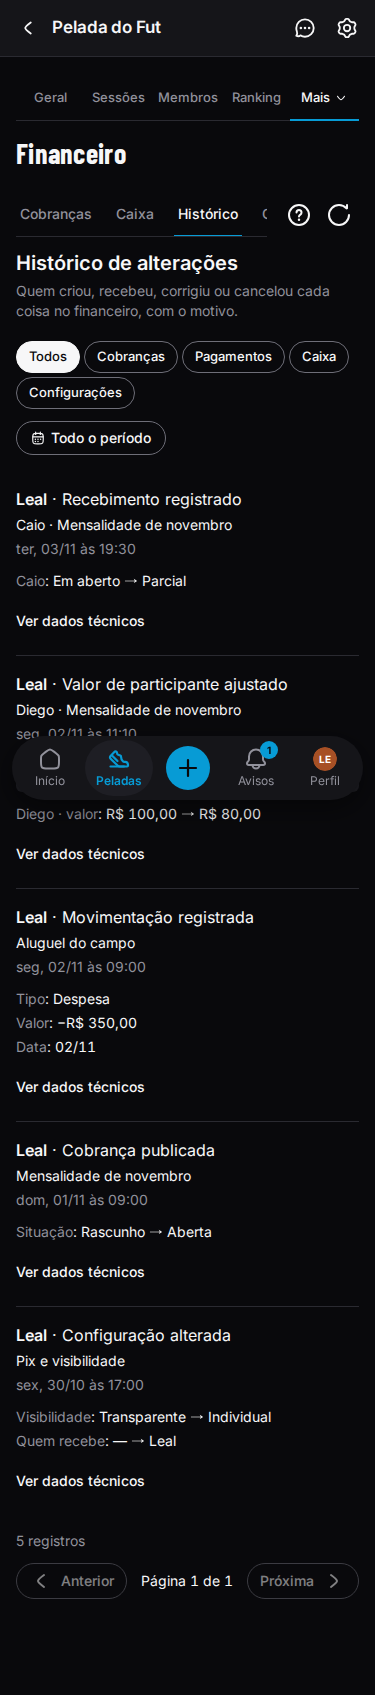 Pelada do Fut
Geral Sessões Membros Ranking Mais
Financeiro
Cobranças Caixa Histórico
Histórico de alterações
Quem criou, recebeu, corrigiu ou cancelou cada
coisa no financeiro, com o motivo.
Todos Cobranças Pagamentos Caixa
Configurações
Todo o período
Leal · Recebimento registrado
Caio · Mensalidade de novembro
ter, 03/11 às 19:30
Caio: Em aberto → Parcial
Ver dados técnicos
Leal · Valor de participante ajustado
Diego · Mensalidade de novembro
seg, 02/11 às 11:10
1
LE
Início Peladas Avisos Perfil
Diego · valor: R$ 100,00 → R$ 80,00
Ver dados técnicos
Leal · Movimentação registrada
Aluguel do campo
seg, 02/11 às 09:00
Tipo: Despesa
Valor: −R$ 350,00
Data: 02/11
Ver dados técnicos
Leal · Cobrança publicada
Mensalidade de novembro
dom, 01/11 às 09:00
Situação: Rascunho → Aberta
Ver dados técnicos
Leal · Configuração alterada
Pix e visibilidade
sex, 30/10 às 17:00
Visibilidade: Transparente → Individual
Quem recebe: — → Leal
Ver dados técnicos
5 registros
Anterior Página 1 de 1 Próxima